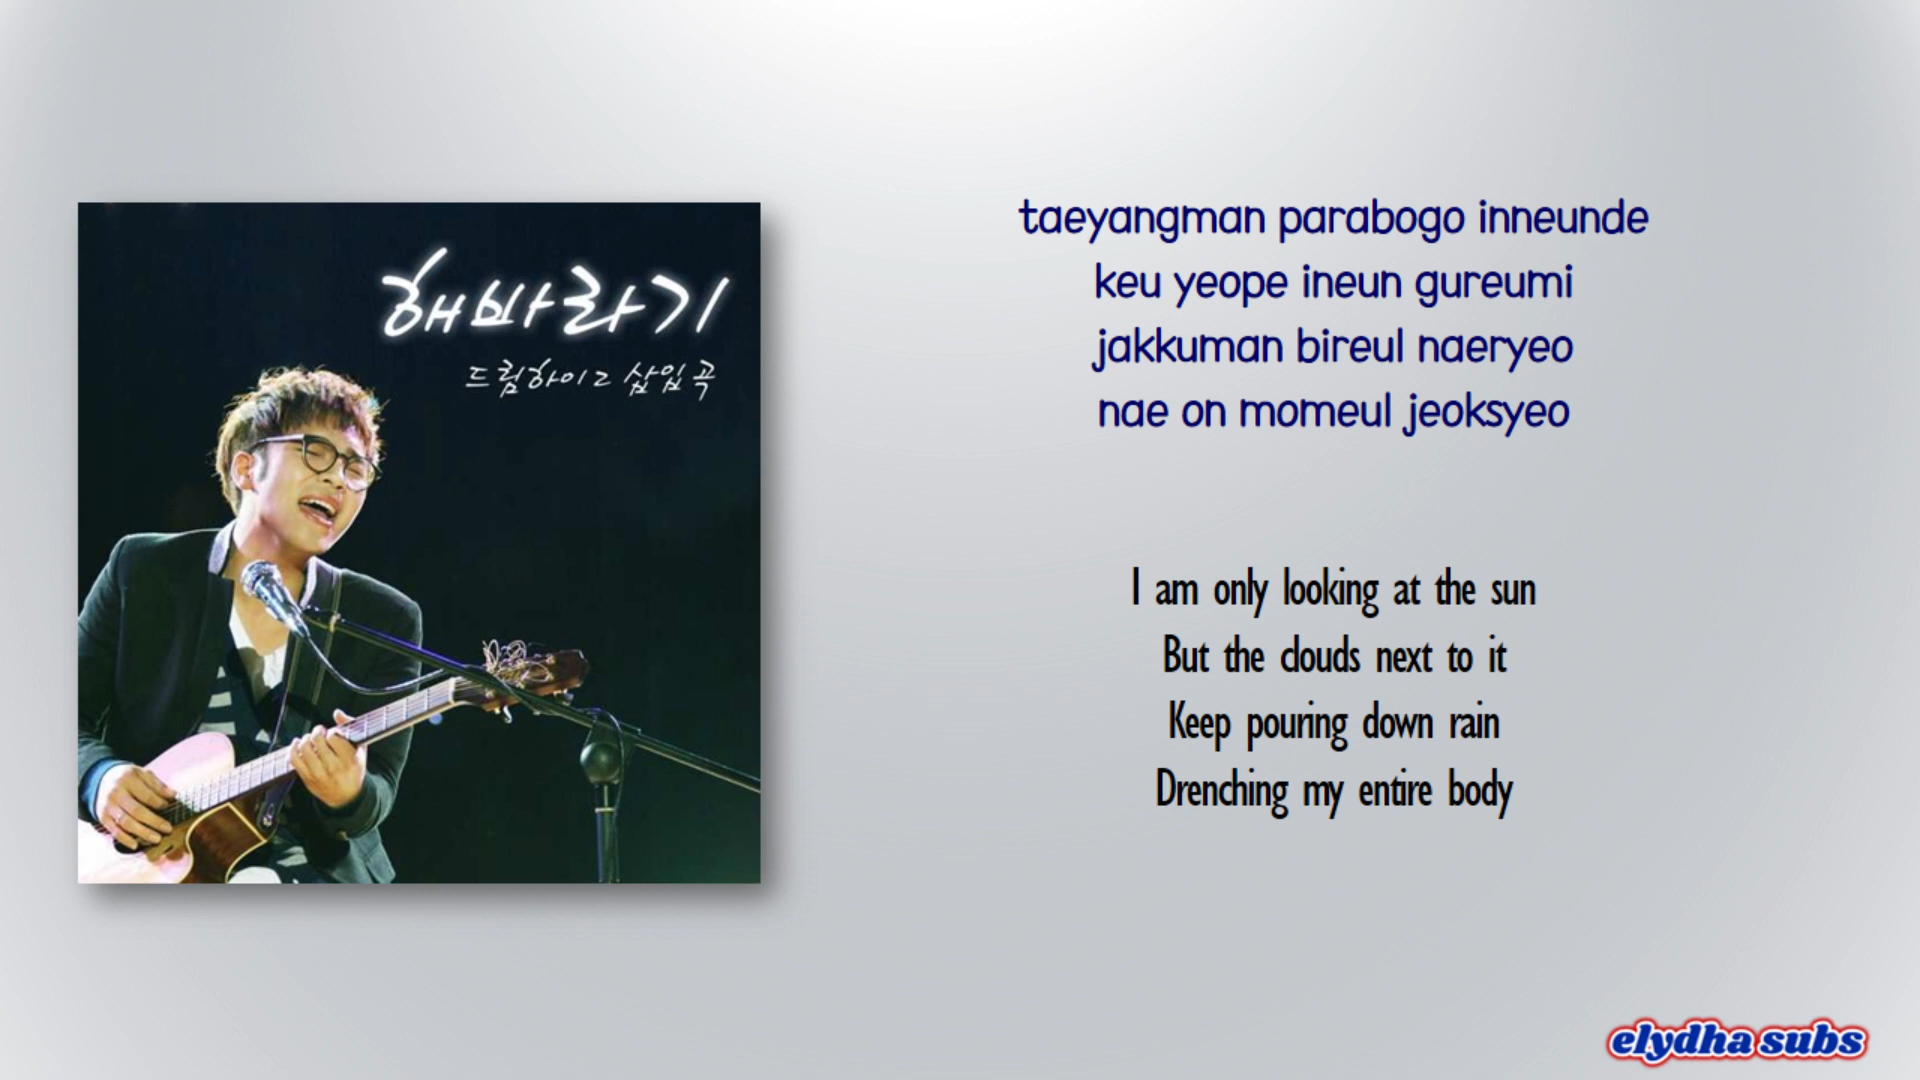 해바라기
드림하이2 삽입곡
taeyangman parabogo inneunde
keu yeope ineun gureumi
jakkuman bireul naeryeo
nae on momeul jeoksyeo
I am only looking at the sun
But the clouds next to it
Keep pouring down rain
Drenching my entire body
elydha subs